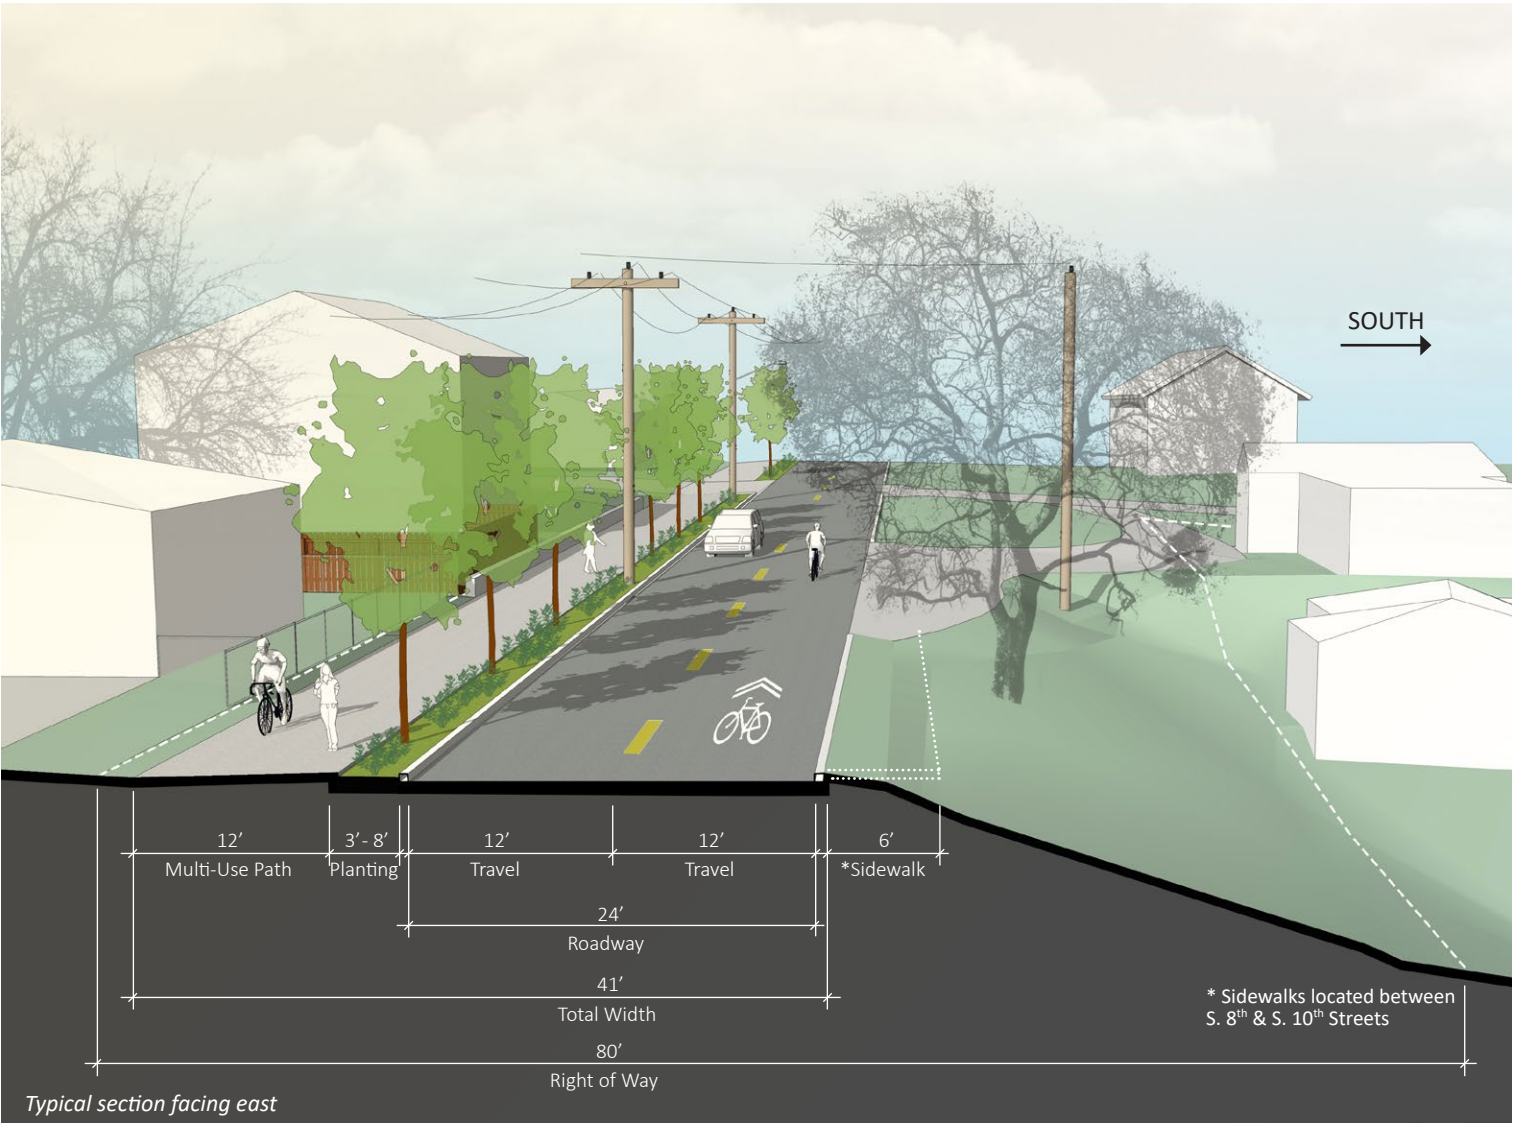 SOUTH
12’ 3’- 8’ 12’ 12’ 6’
Multi-Use Path Planting Travel Travel *Sidewalk
24’
Roadway
41’
Total Width
* Sidewalks located between
S. 8th & S. 10th Streets
80’
Right of Way
Typical section facing east